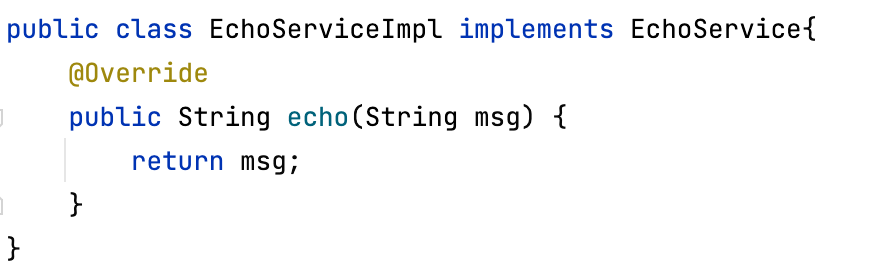 public class EchoServiceImpl implements EchoService{
    @Override
    public String echo(String msg) {
        return msg;
    }
}